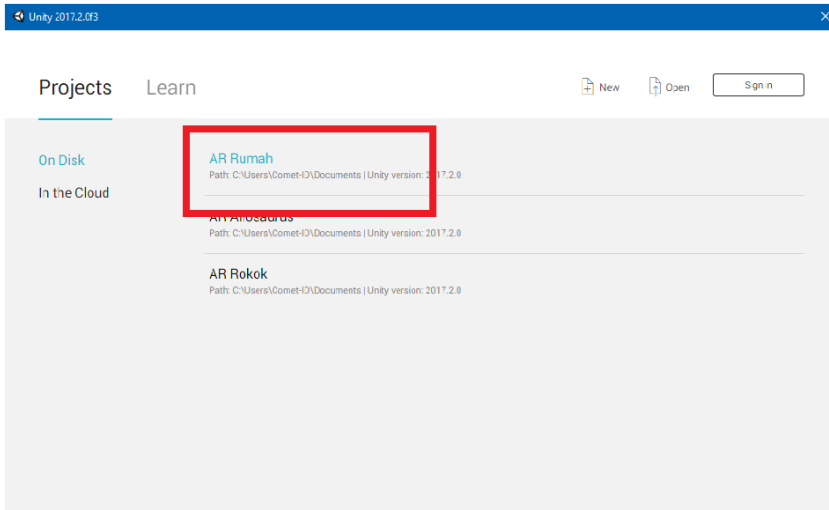 Unity 2017.2.0f3
Projects Learn New Open Sign in
On Disk
In the Cloud
AR Rumah
Path: C:\Users\Comet-ID\Documents | Unity version: 2017.2.0
AR Allosaurus
Path: C:\Users\Comet-ID\Documents | Unity version: 2017.2.0
AR Rokok
Path: C:\Users\Comet-ID\Documents | Unity version: 2017.2.0